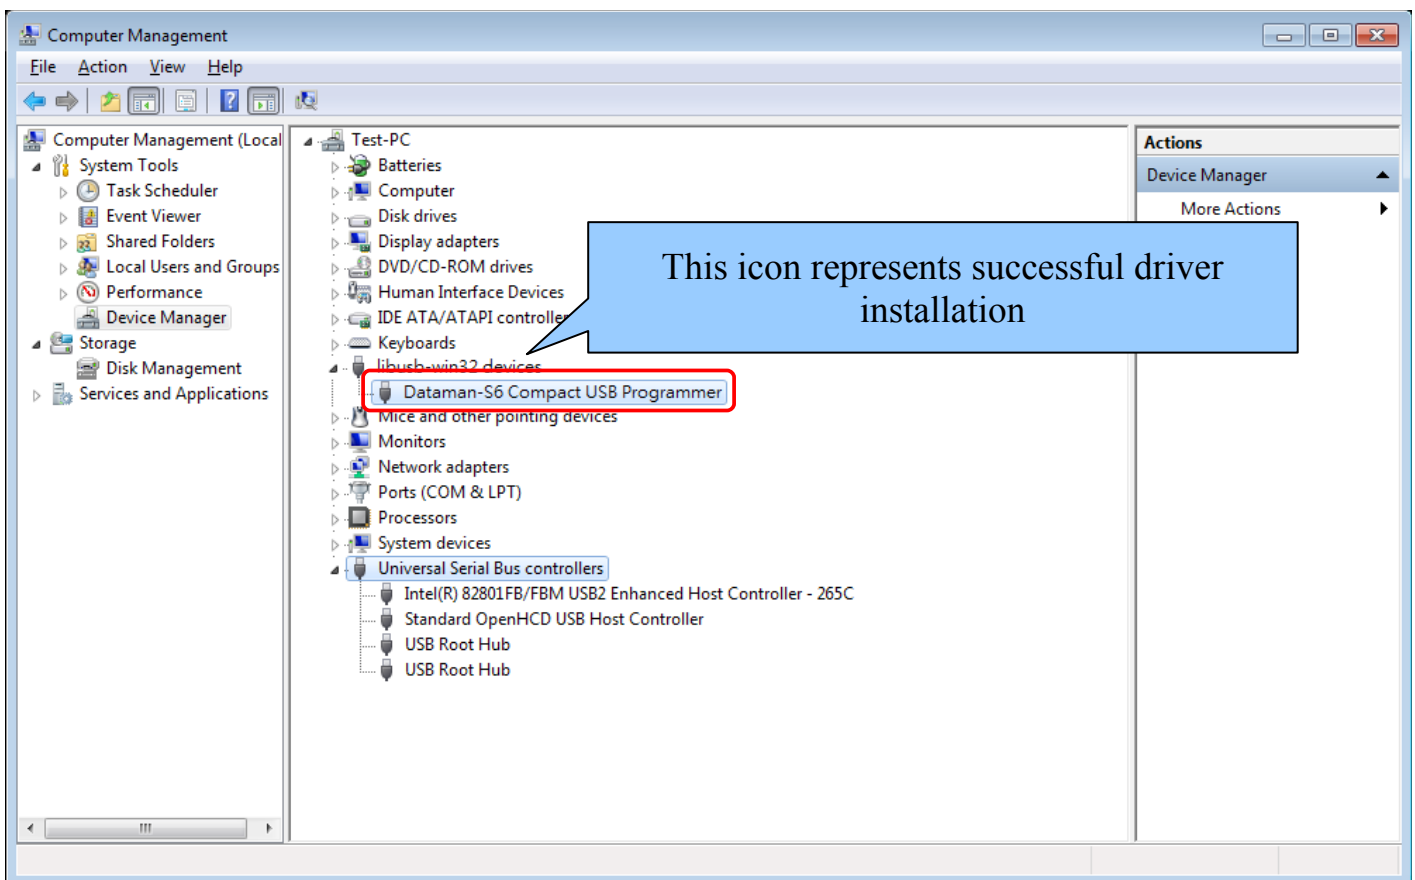 Computer Management
File Action View Help
Computer Management (Local
System Tools
Task Scheduler
Event Viewer
Shared Folders
Local Users and Groups
Performance
Device Manager
Storage
Disk Management
Services and Applications
Test-PC
Batteries
Computer
Disk drives
Display adapters
DVD/CD-ROM drives
Human Interface Devices
IDE ATA/ATAPI controller
Keyboards
libusb-win32 devices
Dataman-S6 Compact USB Programmer
Mice and other pointing devices
Monitors
Network adapters
Ports (COM & LPT)
Processors
System devices
Universal Serial Bus controllers
Intel(R) 82801FB/FBM USB2 Enhanced Host Controller - 265C
Standard OpenHCD USB Host Controller
USB Root Hub
USB Root Hub
This icon represents successful driver
installation
Actions
Device Manager
More Actions